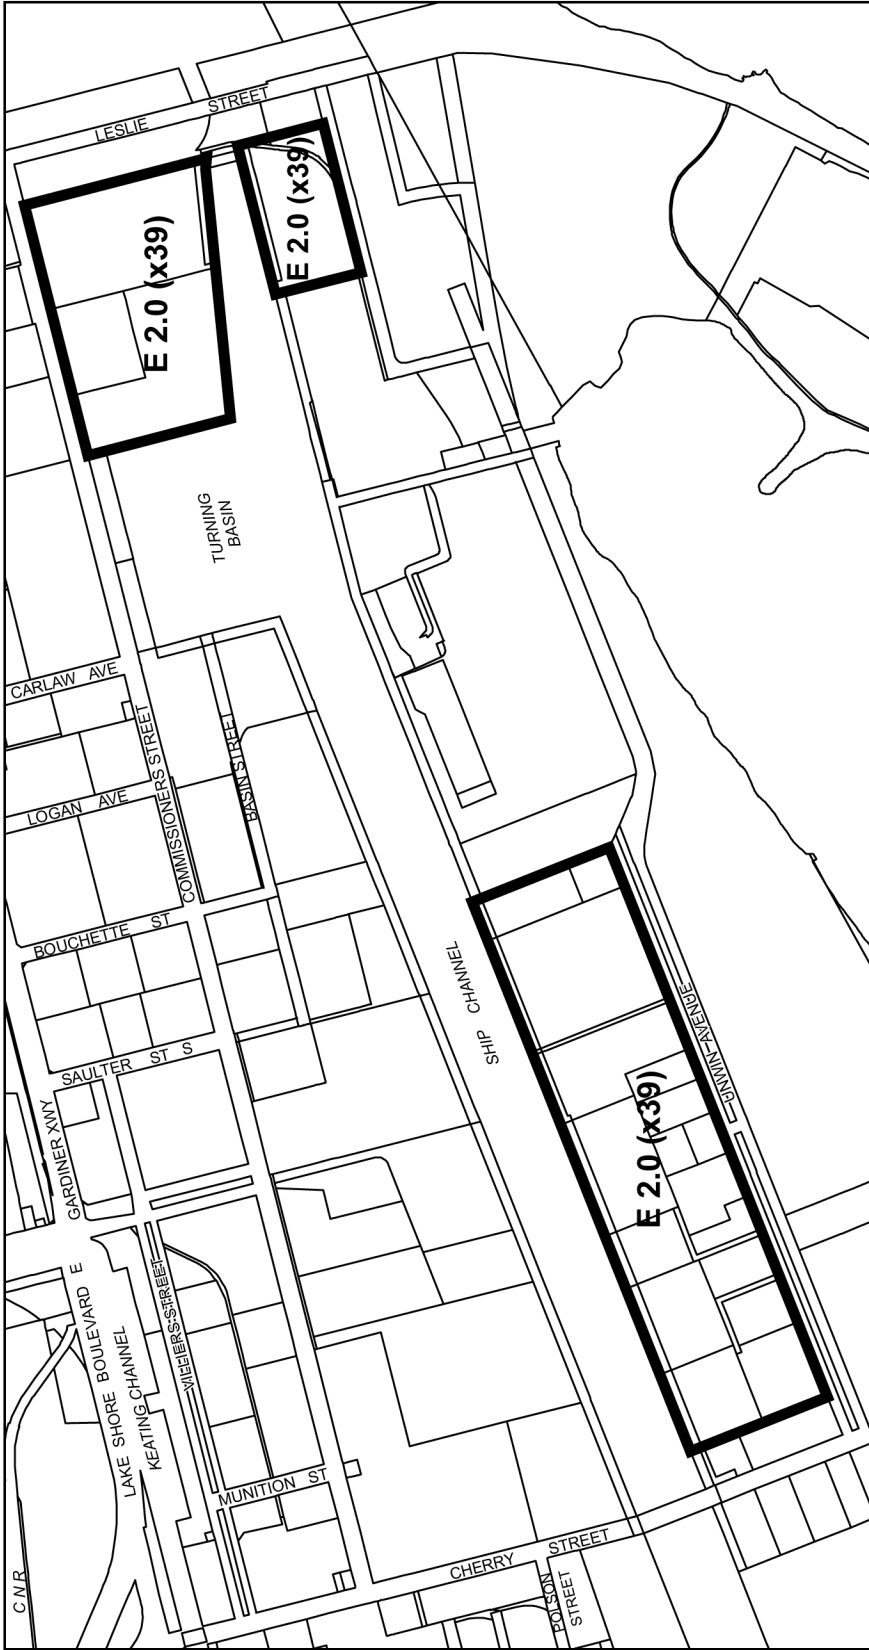 LESLIE STREET
E 2.0 (x39)
E 2.0 (x39)
TURNING
BASIN
CARLAW AVE
COMMISSIONERS STREET
BASIN STREET
LOGAN AVE
BOUCHETTE ST
SHIP CHANNEL
UNWIN AVENUE
SAULTER ST S
GARDINER XWY
E 2.0 (x39)
LAKE SHORE BOULEVARD E
KEATING CHANNEL
VILLIERS STREET
MUNITION ST
CHERRY STREET
POLSON
STREET
CNR